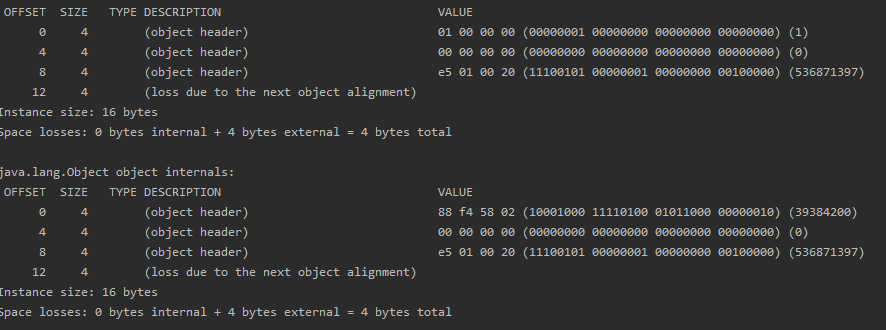 OFFSET  SIZE   TYPE DESCRIPTION                               VALUE
     0     4        (object header)                           01 00 00 00 (00000001 00000000 00000000 00000000) (1)
     4     4        (object header)                           00 00 00 00 (00000000 00000000 00000000 00000000) (0)
     8     4        (object header)                           e5 01 00 20 (11100101 00000001 00000000 00100000) (536871397)
    12     4        (loss due to the next object alignment)
Instance size: 16 bytes
Space losses: 0 bytes internal + 4 bytes external = 4 bytes total
java.lang.Object object internals:
OFFSET  SIZE   TYPE DESCRIPTION                               VALUE
     0     4        (object header)                           88 f4 58 02 (10001000 11110100 01011000 00000010) (39384200)
     4     4        (object header)                           00 00 00 00 (00000000 00000000 00000000 00000000) (0)
     8     4        (object header)                           e5 01 00 20 (11100101 00000001 00000000 00100000) (536871397)
    12     4        (loss due to the next object alignment)
Instance size: 16 bytes
Space losses: 0 bytes internal + 4 bytes external = 4 bytes total